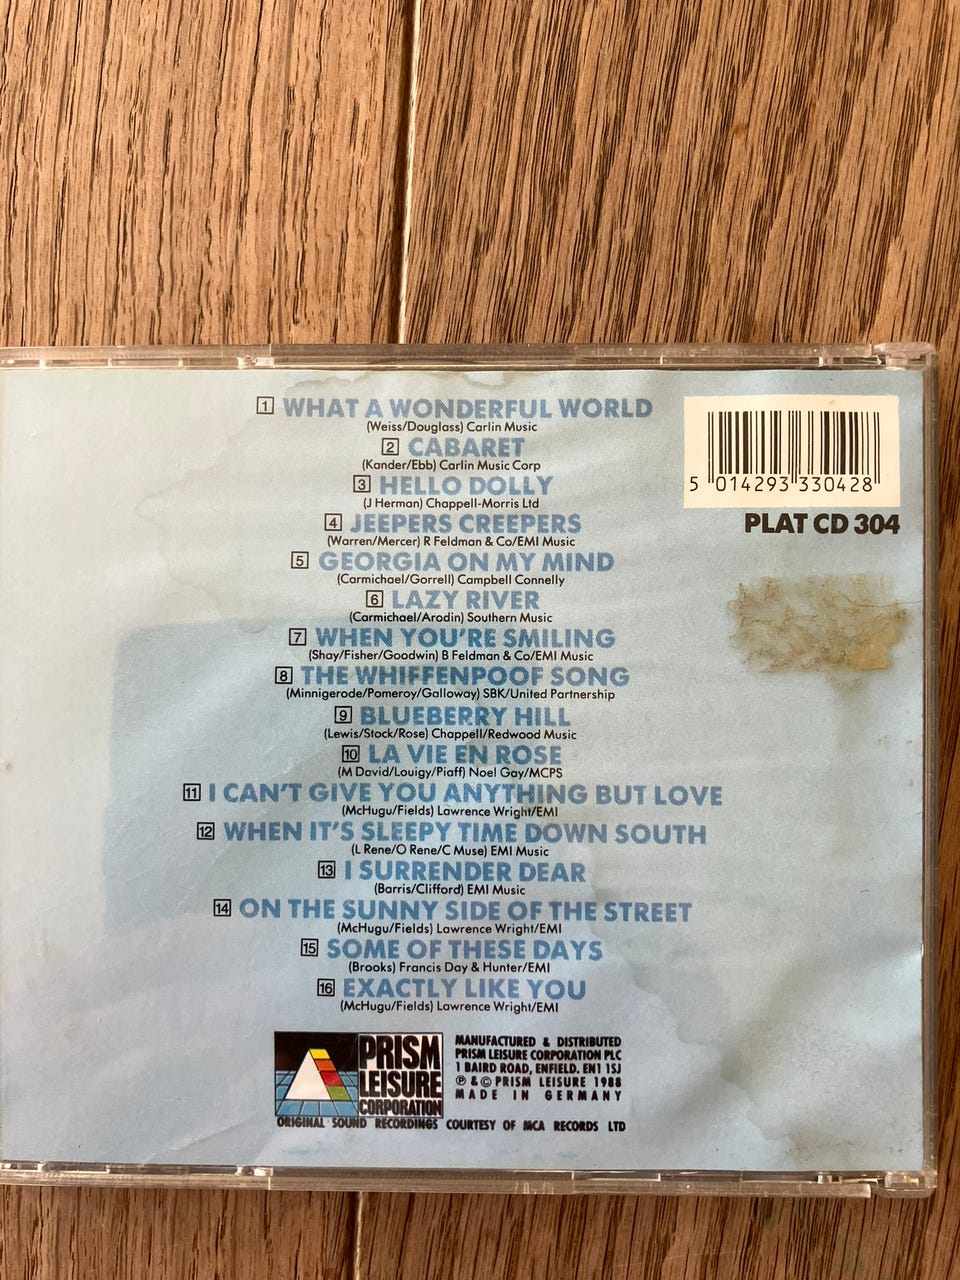 1 WHAT A WONDERFUL WORLD
(Weiss/Douglass) Carlin Music
2 CABARET
(Kander/Ebb) Carlin Music Corp
3 HELLO DOLLY
(J Herman) Chappell-Morris Ltd
4 JEEPERS CREEPERS
(Warren/Mercer) R Feldman & Co/EMI Music
5 GEORGIA ON MY MIND
(Carmichael/Gorrell) Campbell Connelly
6 LAZY RIVER
(Carmichael/Arodin) Southern Music
7 WHEN YOU'RE SMILING
(Shay/Fisher/Goodwin) B Feldman & Co/EMI Music
8 THE WHIFFENPOOF SONG
(Minnigerode/Pomeroy/Galloway) SBK/United Partnership
9 BLUEBERRY HILL
(Lewis/Stock/Rose) Chappell/Redwood Music
10 LA VIE EN ROSE
(M David/Louigy/Piaff) Noel Gay/MCPS
11 I CAN'T GIVE YOU ANYTHING BUT LOVE
(McHugu/Fields) Lawrence Wright/EMI
12 WHEN IT'S SLEEPY TIME DOWN SOUTH
(L Rene/O Rene/C Muse) EMI Music
13 I SURRENDER DEAR
(Barris/Clifford) EMI Music
14 ON THE SUNNY SIDE OF THE STREET
(McHugu/Fields) Lawrence Wright/EMI
15 SOME OF THESE DAYS
(Brooks) Francis Day & Hunter/EMI
16 EXACTLY LIKE YOU
(McHugu/Fields) Lawrence Wright/EMI
5 014293 330428
PLAT CD 304
PRISM
LEISURE
CORPORATION
MANUFACTURED & DISTRIBUTED
PRISM LEISURE CORPORATION PLC
1 BAIRD ROAD, ENFIELD. EN1 1SJ
℗ & © PRISM LEISURE 1988
MADE IN GERMANY
ORIGINAL SOUND RECORDINGS COURTESY OF MCA RECORDS LTD